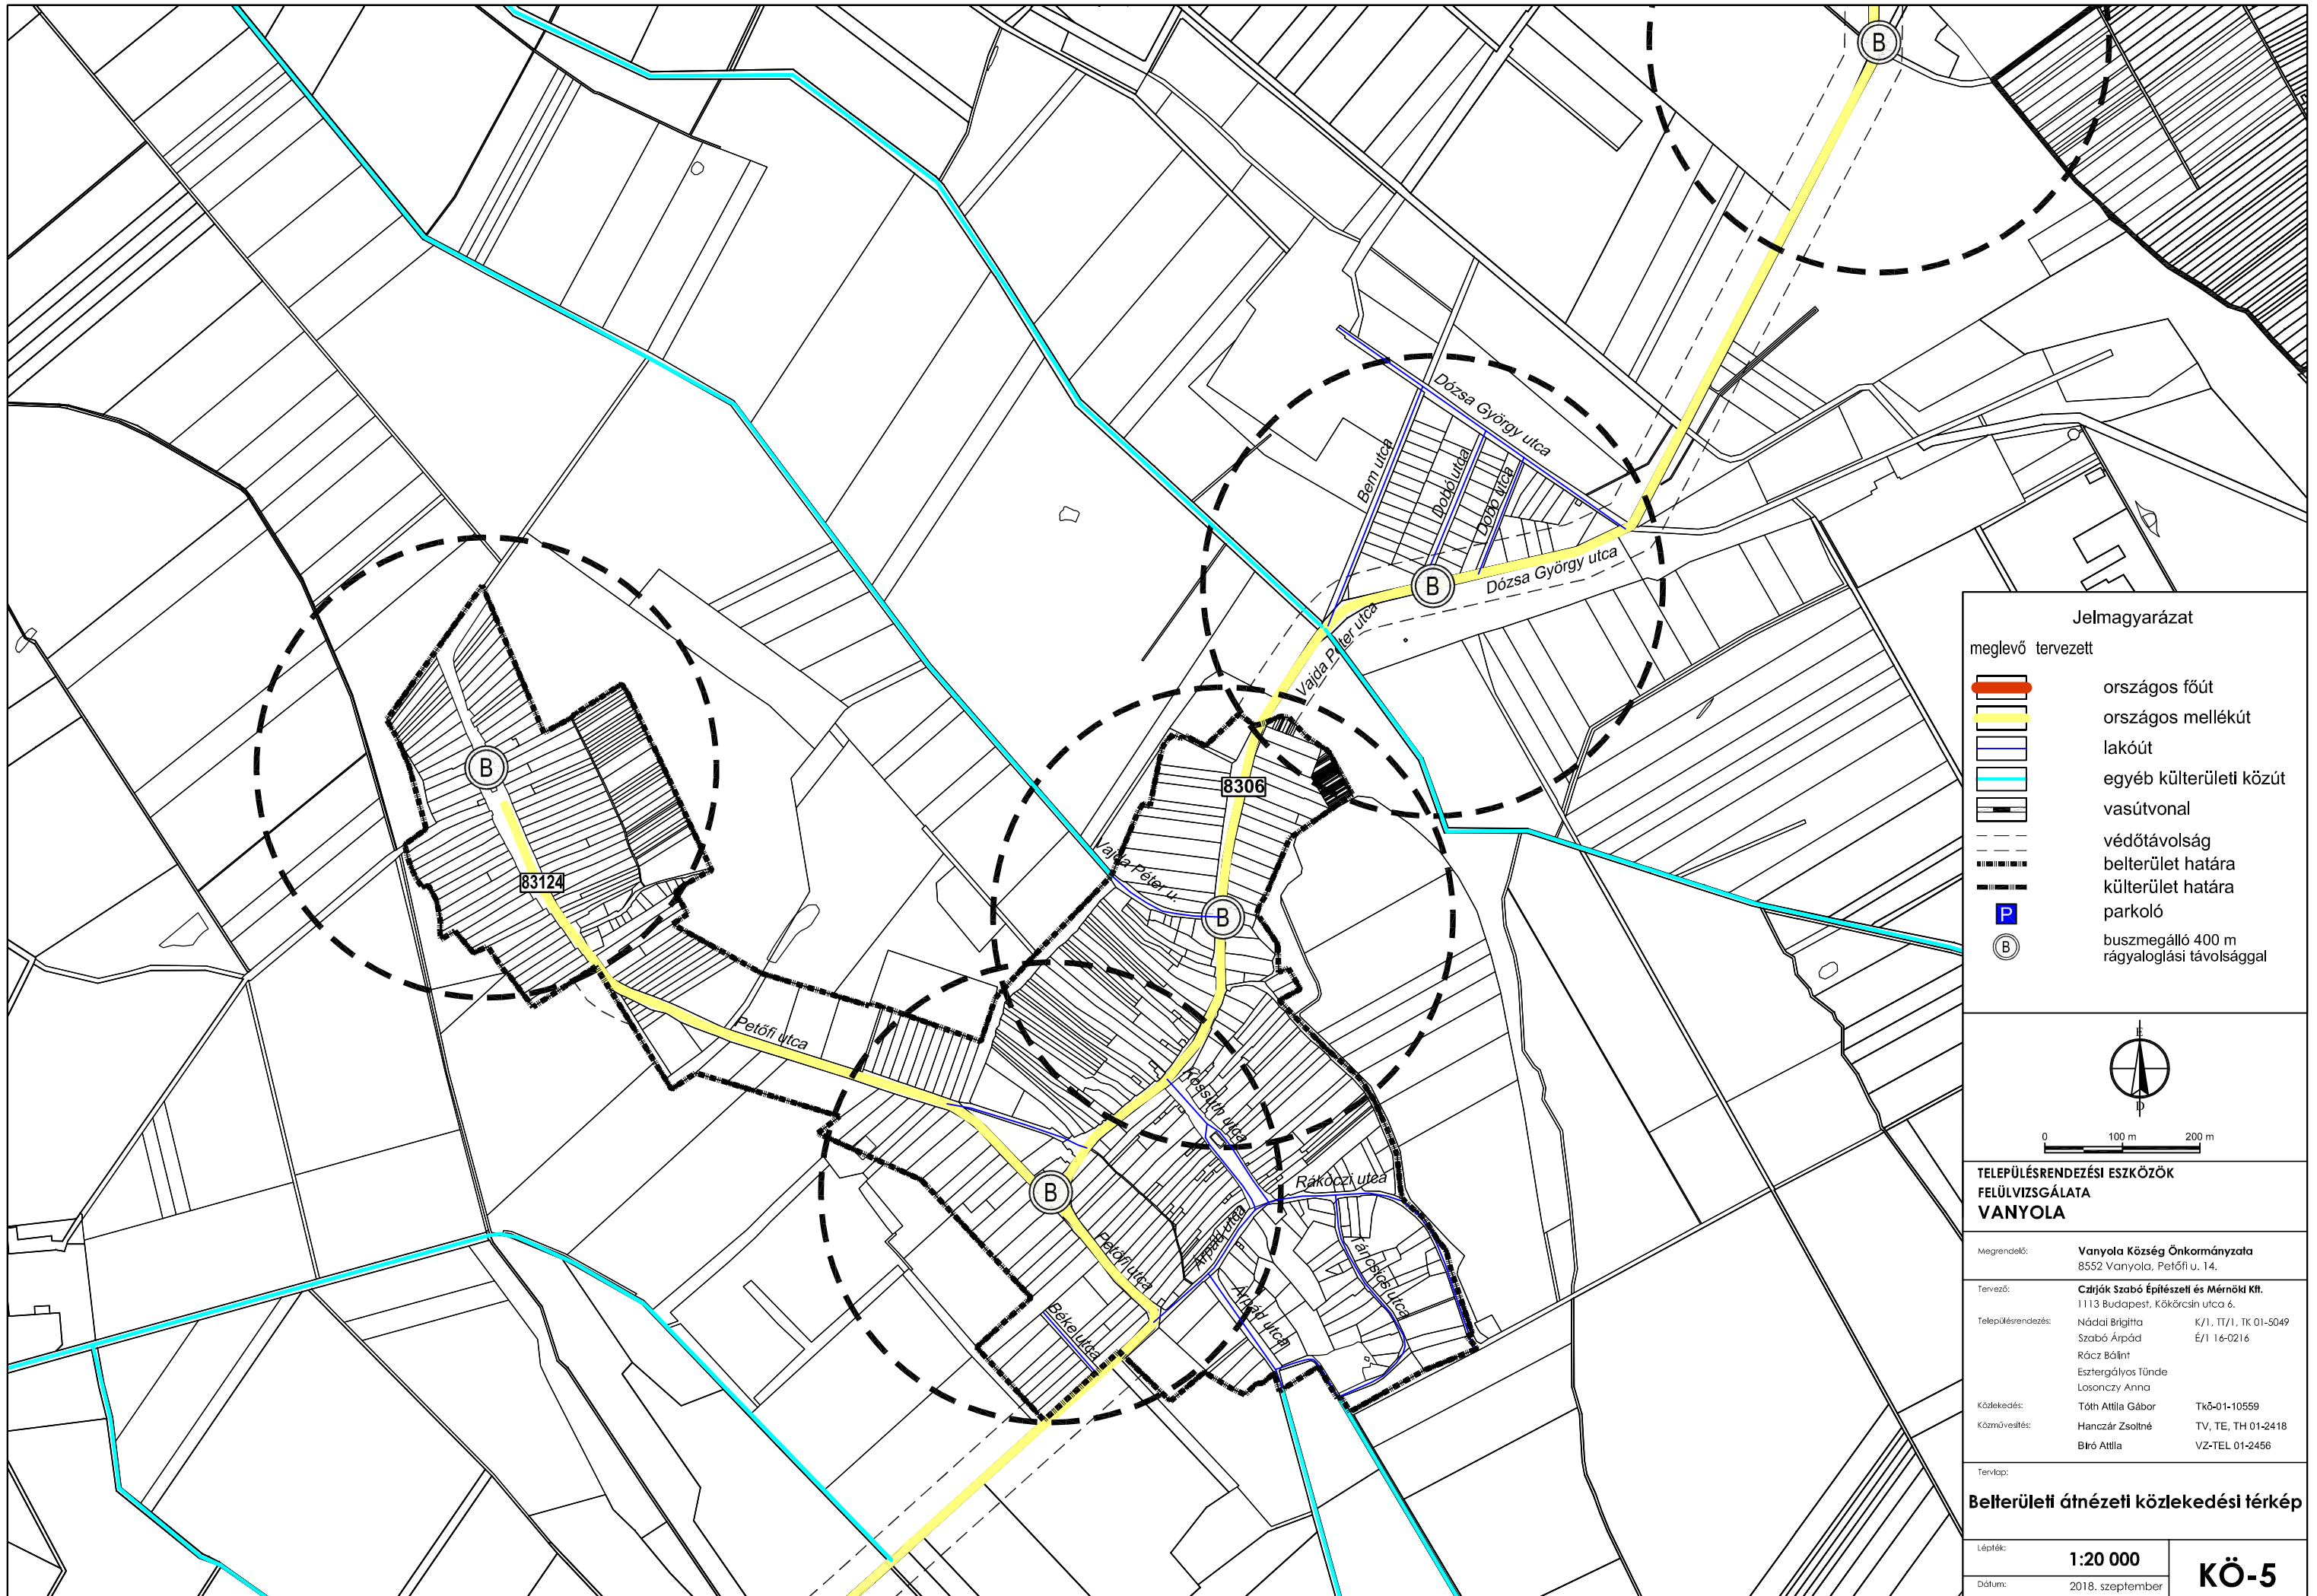 B
Dózsa György utca
Bem utca
Dobó utca
Dobó utca
B
Dózsa György utca
Vajda Péter utca
B
8306
83124
Vajda Péter u.
B
Petőfi utca
Kossuth utca
B
Rákóczi utca
Árpád utca
Petőfi utca
Táncsics utca
Árpád utca
Béke utca
Jelmagyarázat
meglevő tervezett
országos főút
országos mellékút
lakóút
egyéb külterületi közút
vasútvonal
védőtávolság
belterület határa
külterület határa
P parkoló
B buszmegálló 400 m
rágyaloglási távolsággal
É
D
0 100 m 200 m
TELEPÜLÉSRENDEZÉSI ESZKÖZÖK
FELÜLVIZSGÁLATA
VANYOLA
Megrendelő: Vanyola Község Önkormányzata
8552 Vanyola, Petőfi u. 14.
Tervező: Czirják Szabó Építészeti és Mérnöki Kft.
1113 Budapest, Kökörcsin utca 6.
Településrendezés: Nádai Brigitta K/1, TT/1, TK 01-5049
Szabó Árpád É/1 16-0216
Rácz Bálint
Esztergályos Tünde
Losonczy Anna
Közlekedés: Tóth Attila Gábor Tkö-01-10559
Közművesítés: Hanczár Zsoltné TV, TE, TH 01-2418
Bíró Attila VZ-TEL 01-2456
Tervlap:
Belterületi átnézeti közlekedési térkép
Lépték: 1:20 000
KÖ-5
Dátum: 2018. szeptember